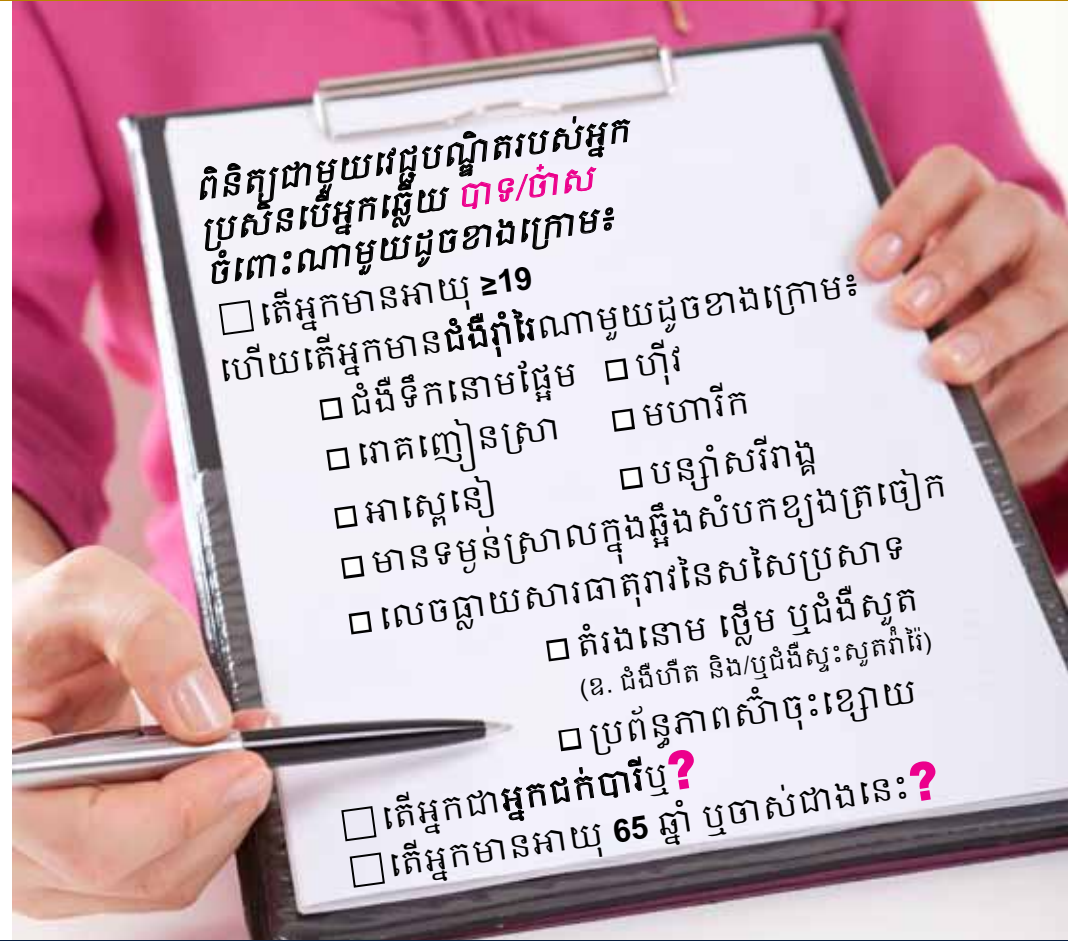 ពិនិត្យជាមួយវេជ្ជបណ្ឌិតរបស់អ្នក
ប្រសិនបើអ្នកឆ្លើយ បាទ/ច៎ាស
ចំពោះណាមួយដូចខាងក្រោម៖
តើអ្នកមានអាយុ ≥19
ហើយតើអ្នកមានជំងឺរ៉ាំរៃណាមួយដូចខាងក្រោម៖
ជំងឺទឹកនោមផ្អែម ហ៊ីវ
រោគញៀនស្រា មហារីក
អាស្ពេនៀ បន្សាំសរីរាង្គ
មានទម្ងន់ស្រាលក្នុងឆ្អឹងសំបកខ្យងត្រចៀក
លេចធ្លាយសារធាតុរាវនៃសសៃប្រសាទ
តំរងនោម ថ្លើម ឬជំងឺសួត
(ឧ. ជំងឺហឺត និង/ឬជំងឺស្ទះសួតរ៉ាំរ៉ៃ)
ប្រព័ន្ធភាពស៊ាំចុះខ្សោយ
តើអ្នកជាអ្នកជក់បារីឬ?
តើអ្នកមានអាយុ 65 ឆ្នាំ ឬចាស់ជាងនេះ?